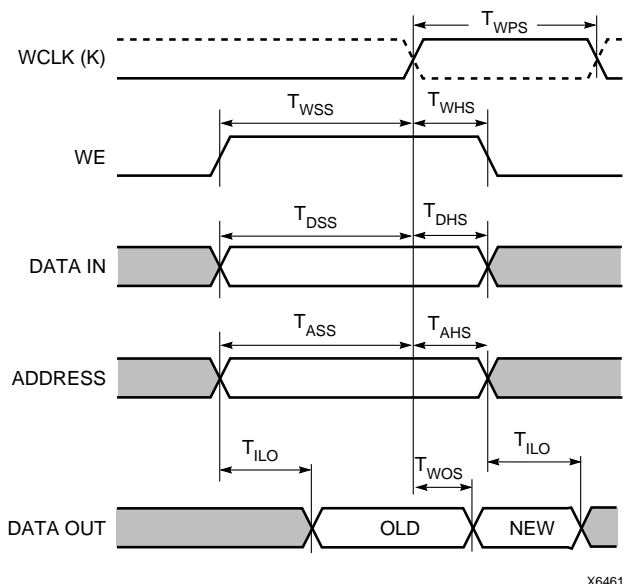 T_WPS
WCLK (K)
T_WSS T_WHS
WE
T_DSS T_DHS
DATA IN
T_ASS T_AHS
ADDRESS
T_ILO T_WOS T_ILO
DATA OUT OLD NEW
X6461